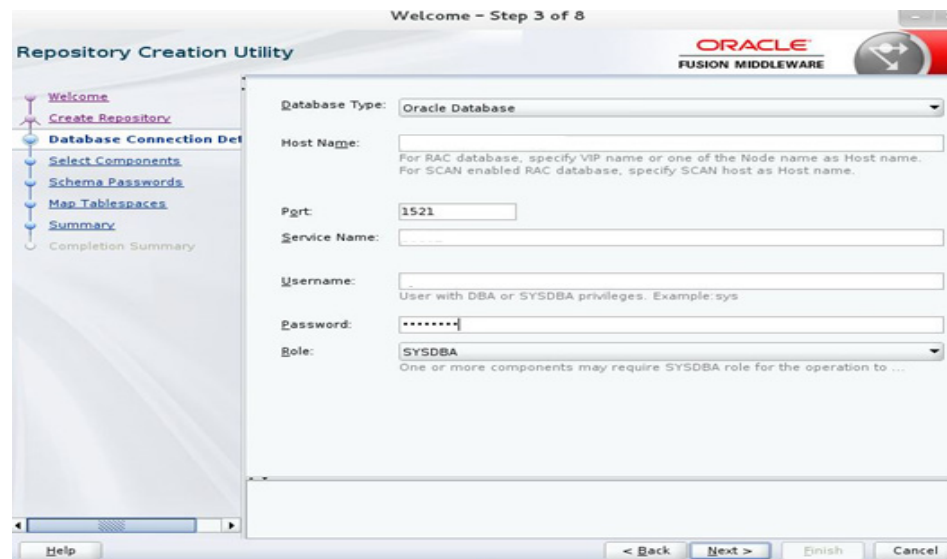 Welcome - Step 3 of 8
Repository Creation Utility
ORACLE
FUSION MIDDLEWARE
Welcome
Create Repository
Database Connection Det
Select Components
Schema Passwords
Map Tablespaces
Summary
Completion Summary
Database Type: Oracle Database
Host Name:
For RAC database, specify VIP name or one of the Node name as Host name.
For SCAN enabled RAC database, specify SCAN host as Host name.
Port: 1521
Service Name:
Username:
User with DBA or SYSDBA privileges. Example:sys
Password: ••••••••
Role: SYSDBA
One or more components may require SYSDBA role for the operation to ...
Help
< Back
Next >
Finish
Cancel